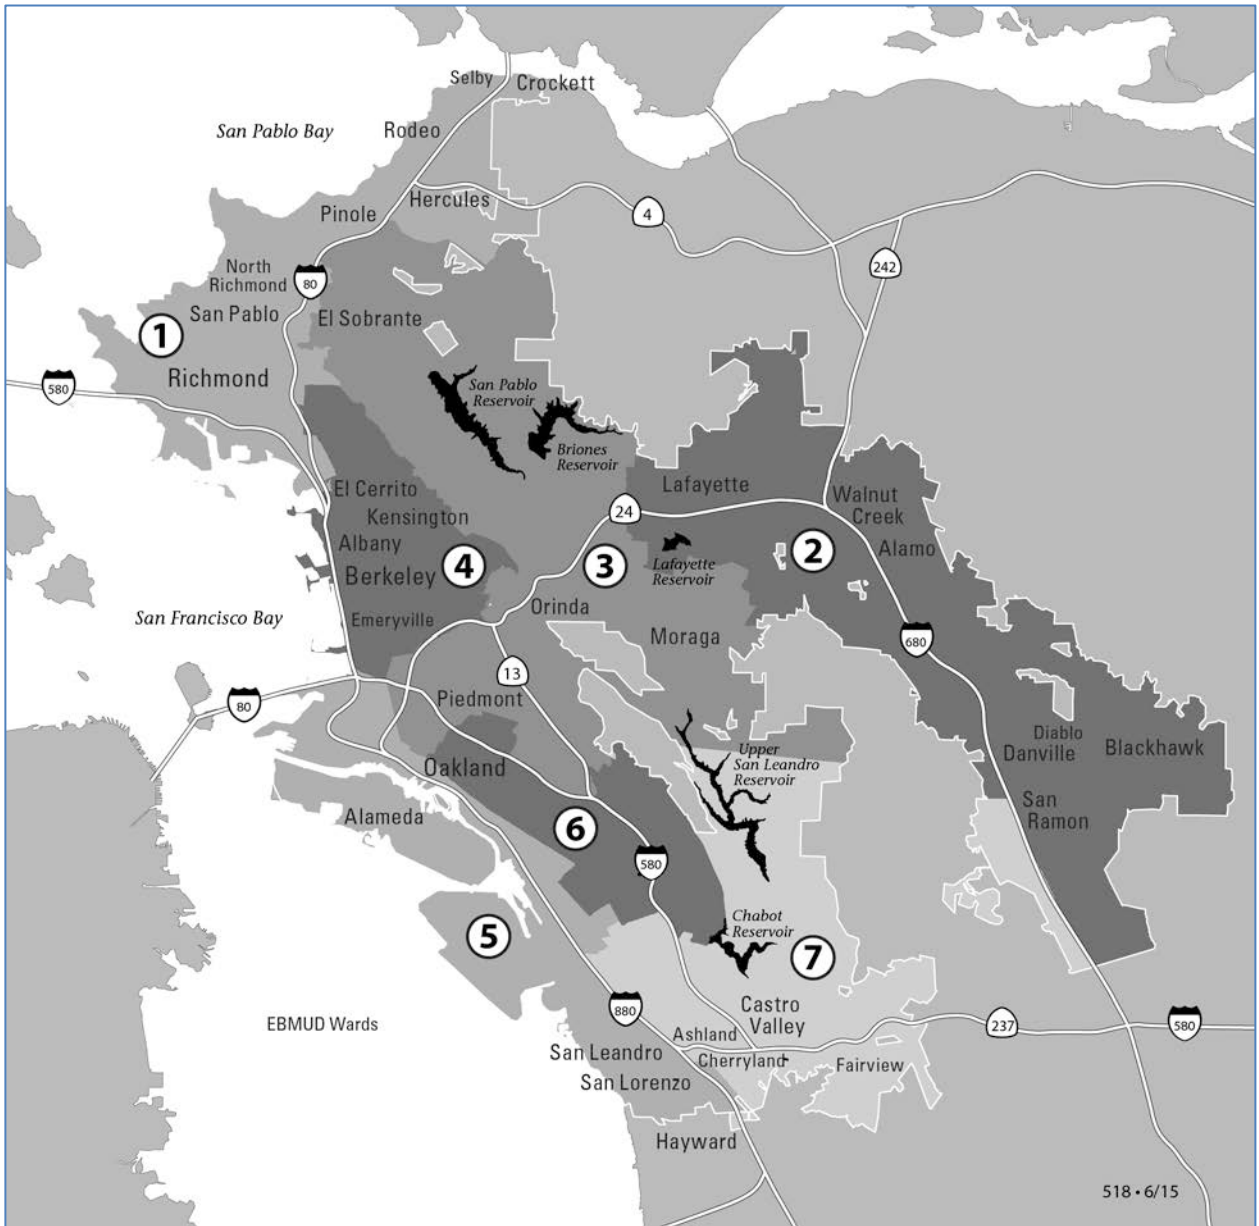 Selby
Crockett
San Pablo Bay
Rodeo
Hercules
4
Pinole
North
Richmond
80
242
San Pablo
El Sobrante
1
Richmond
580
San Pablo
Reservoir
Briones
Reservoir
El Cerrito
Kensington
Lafayette
Walnut
Creek
24
Albany
Berkeley
4
3
Lafayette
Reservoir
2
Alamo
San Francisco Bay
Emeryville
Orinda
Moraga
680
13
Piedmont
80
Oakland
Upper
San Leandro
Reservoir
Diablo
Danville
Blackhawk
Alameda
6
580
San
Ramon
5
Chabot
Reservoir
7
EBMUD Wards
880
Castro
Valley
237
580
Ashland
San Leandro
Cherryland
Fairview
San Lorenzo
Hayward
518 • 6/15